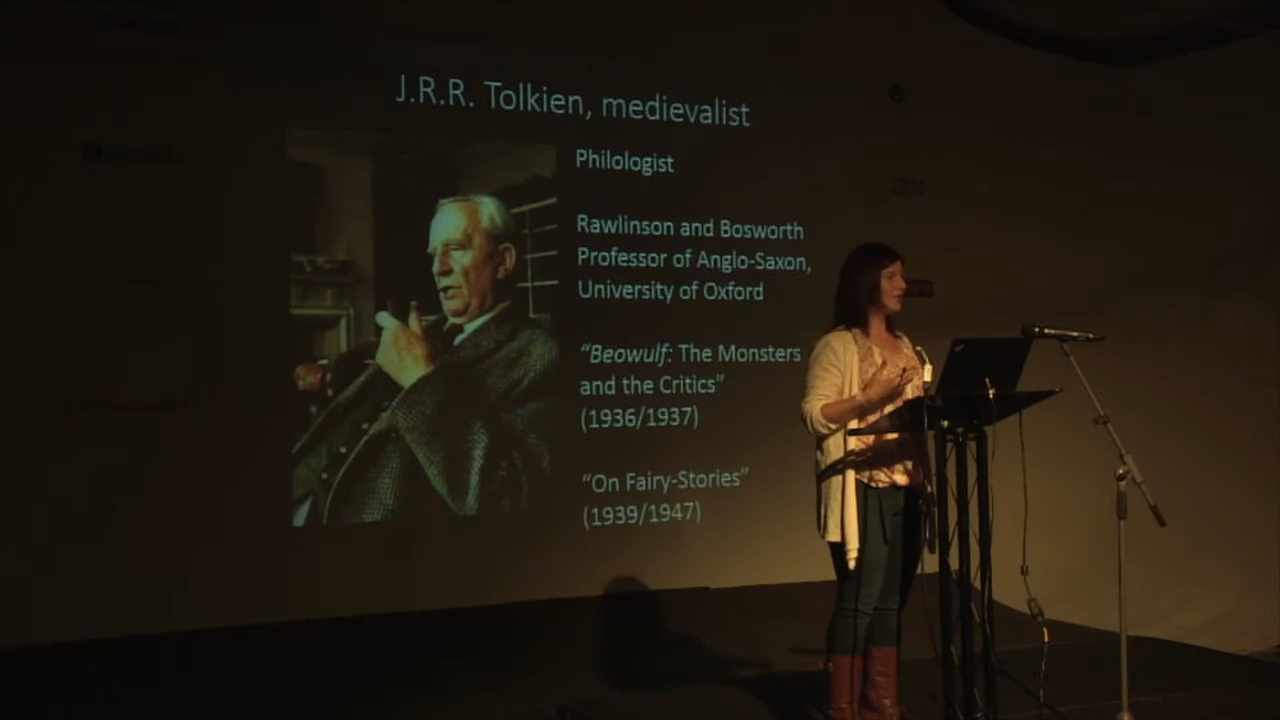 J.R.R. Tolkien, medievalist
Philologist
Rawlinson and Bosworth
Professor of Anglo-Saxon,
University of Oxford
“Beowulf: The Monsters
and the Critics”
(1936/1937)
“On Fairy-Stories”
(1939/1947)